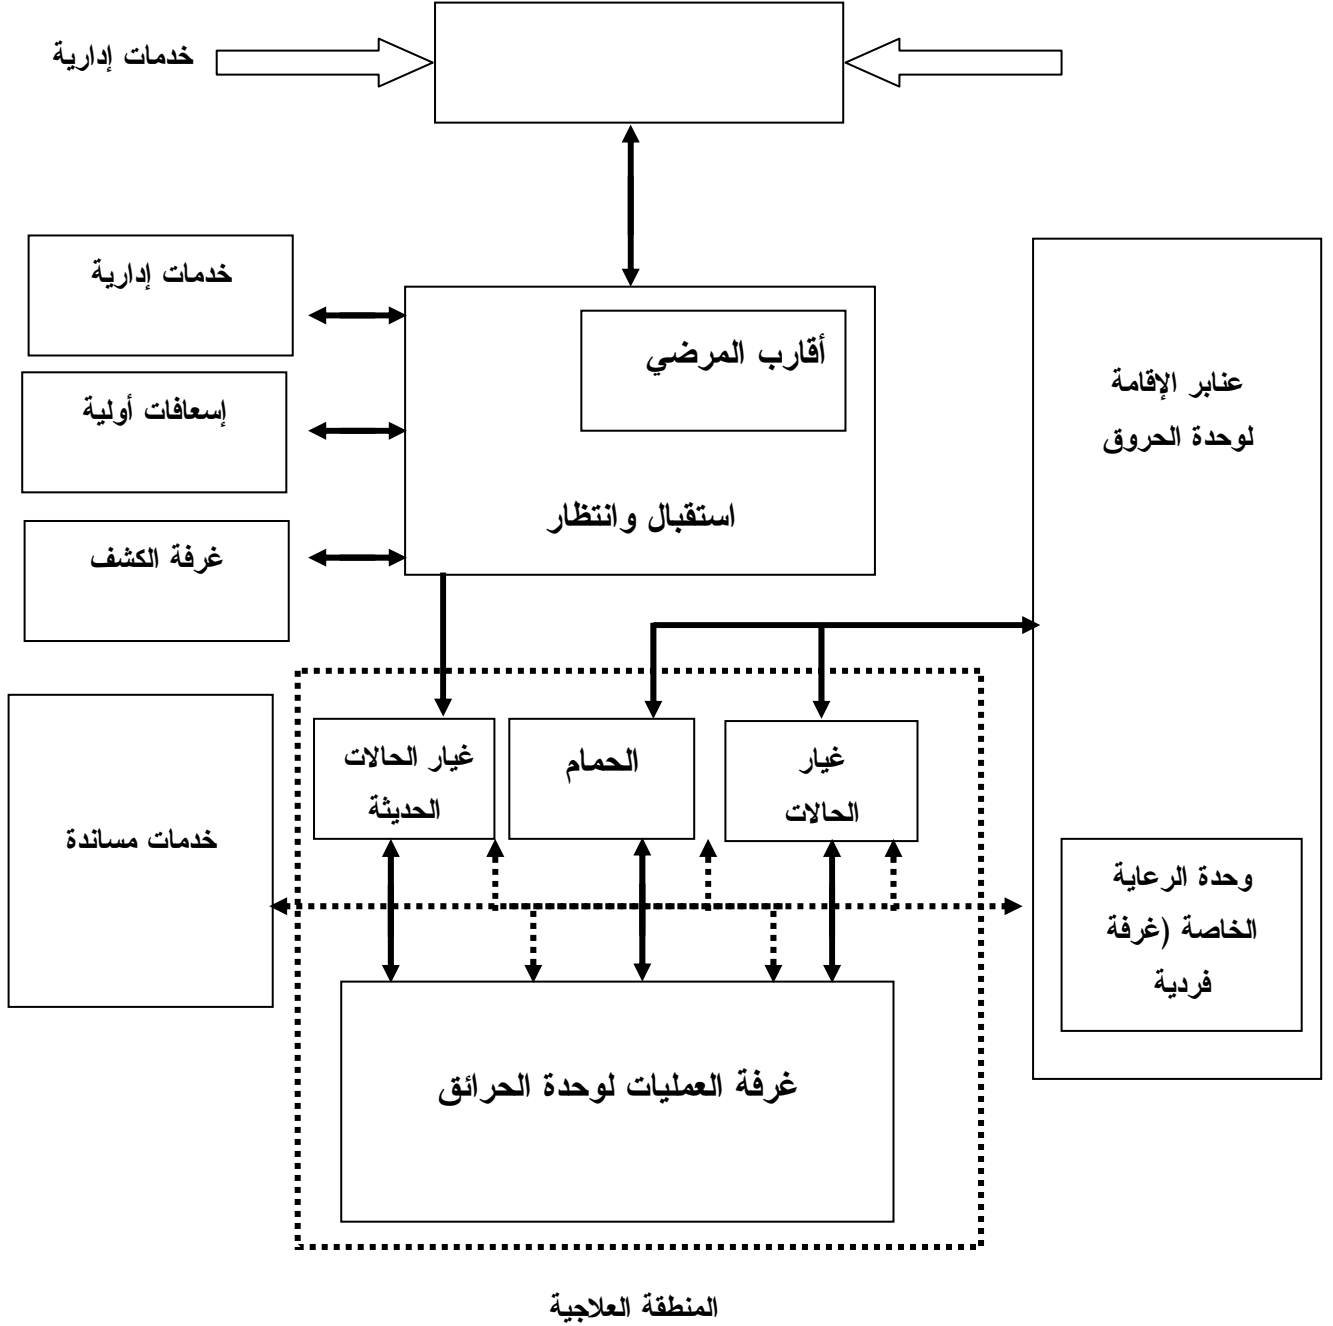 خدمات إدارية
خدمات إدارية
أقارب المرضي
عنابر الإقامة
لوحدة الحروق
إسعافات أولية
استقبال وانتظار
غرفة الكشف
غيار الحالات
الحديثة
الحمام
غيار
الحالات
خدمات مساندة
وحدة الرعاية
الخاصة (غرفة
فردية
غرفة العمليات لوحدة الحرائق
المنطقة العلاجية